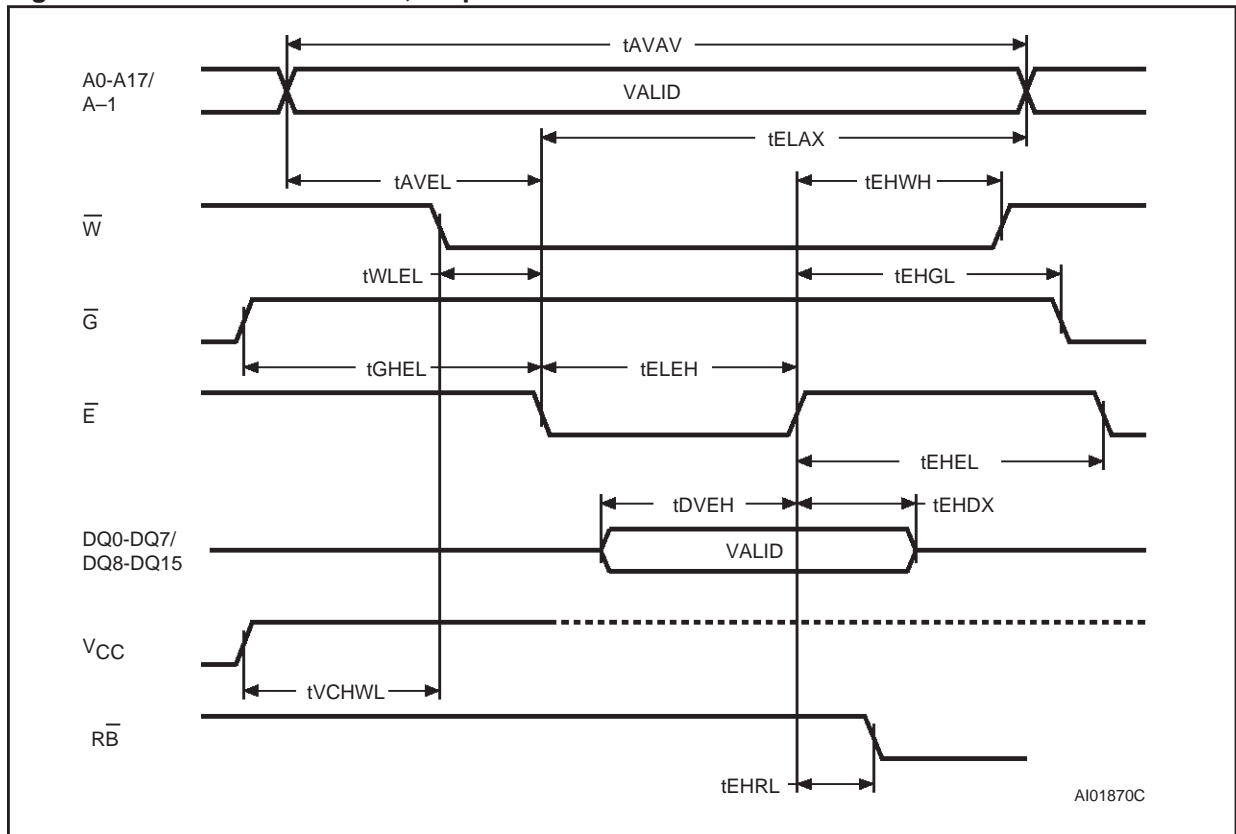 tAVAV
A0-A17/
A–1
VALID
tELAX
tAVEL
tEHWH
W̅
tWLEL
tEHGL
G̅
tGHEL
tELEH
E̅
tEHEL
tDVEH
tEHDX
DQ0-DQ7/
DQ8-DQ15
VALID
VCC
tVCHWL
RB̅
tEHRL
AI01870C